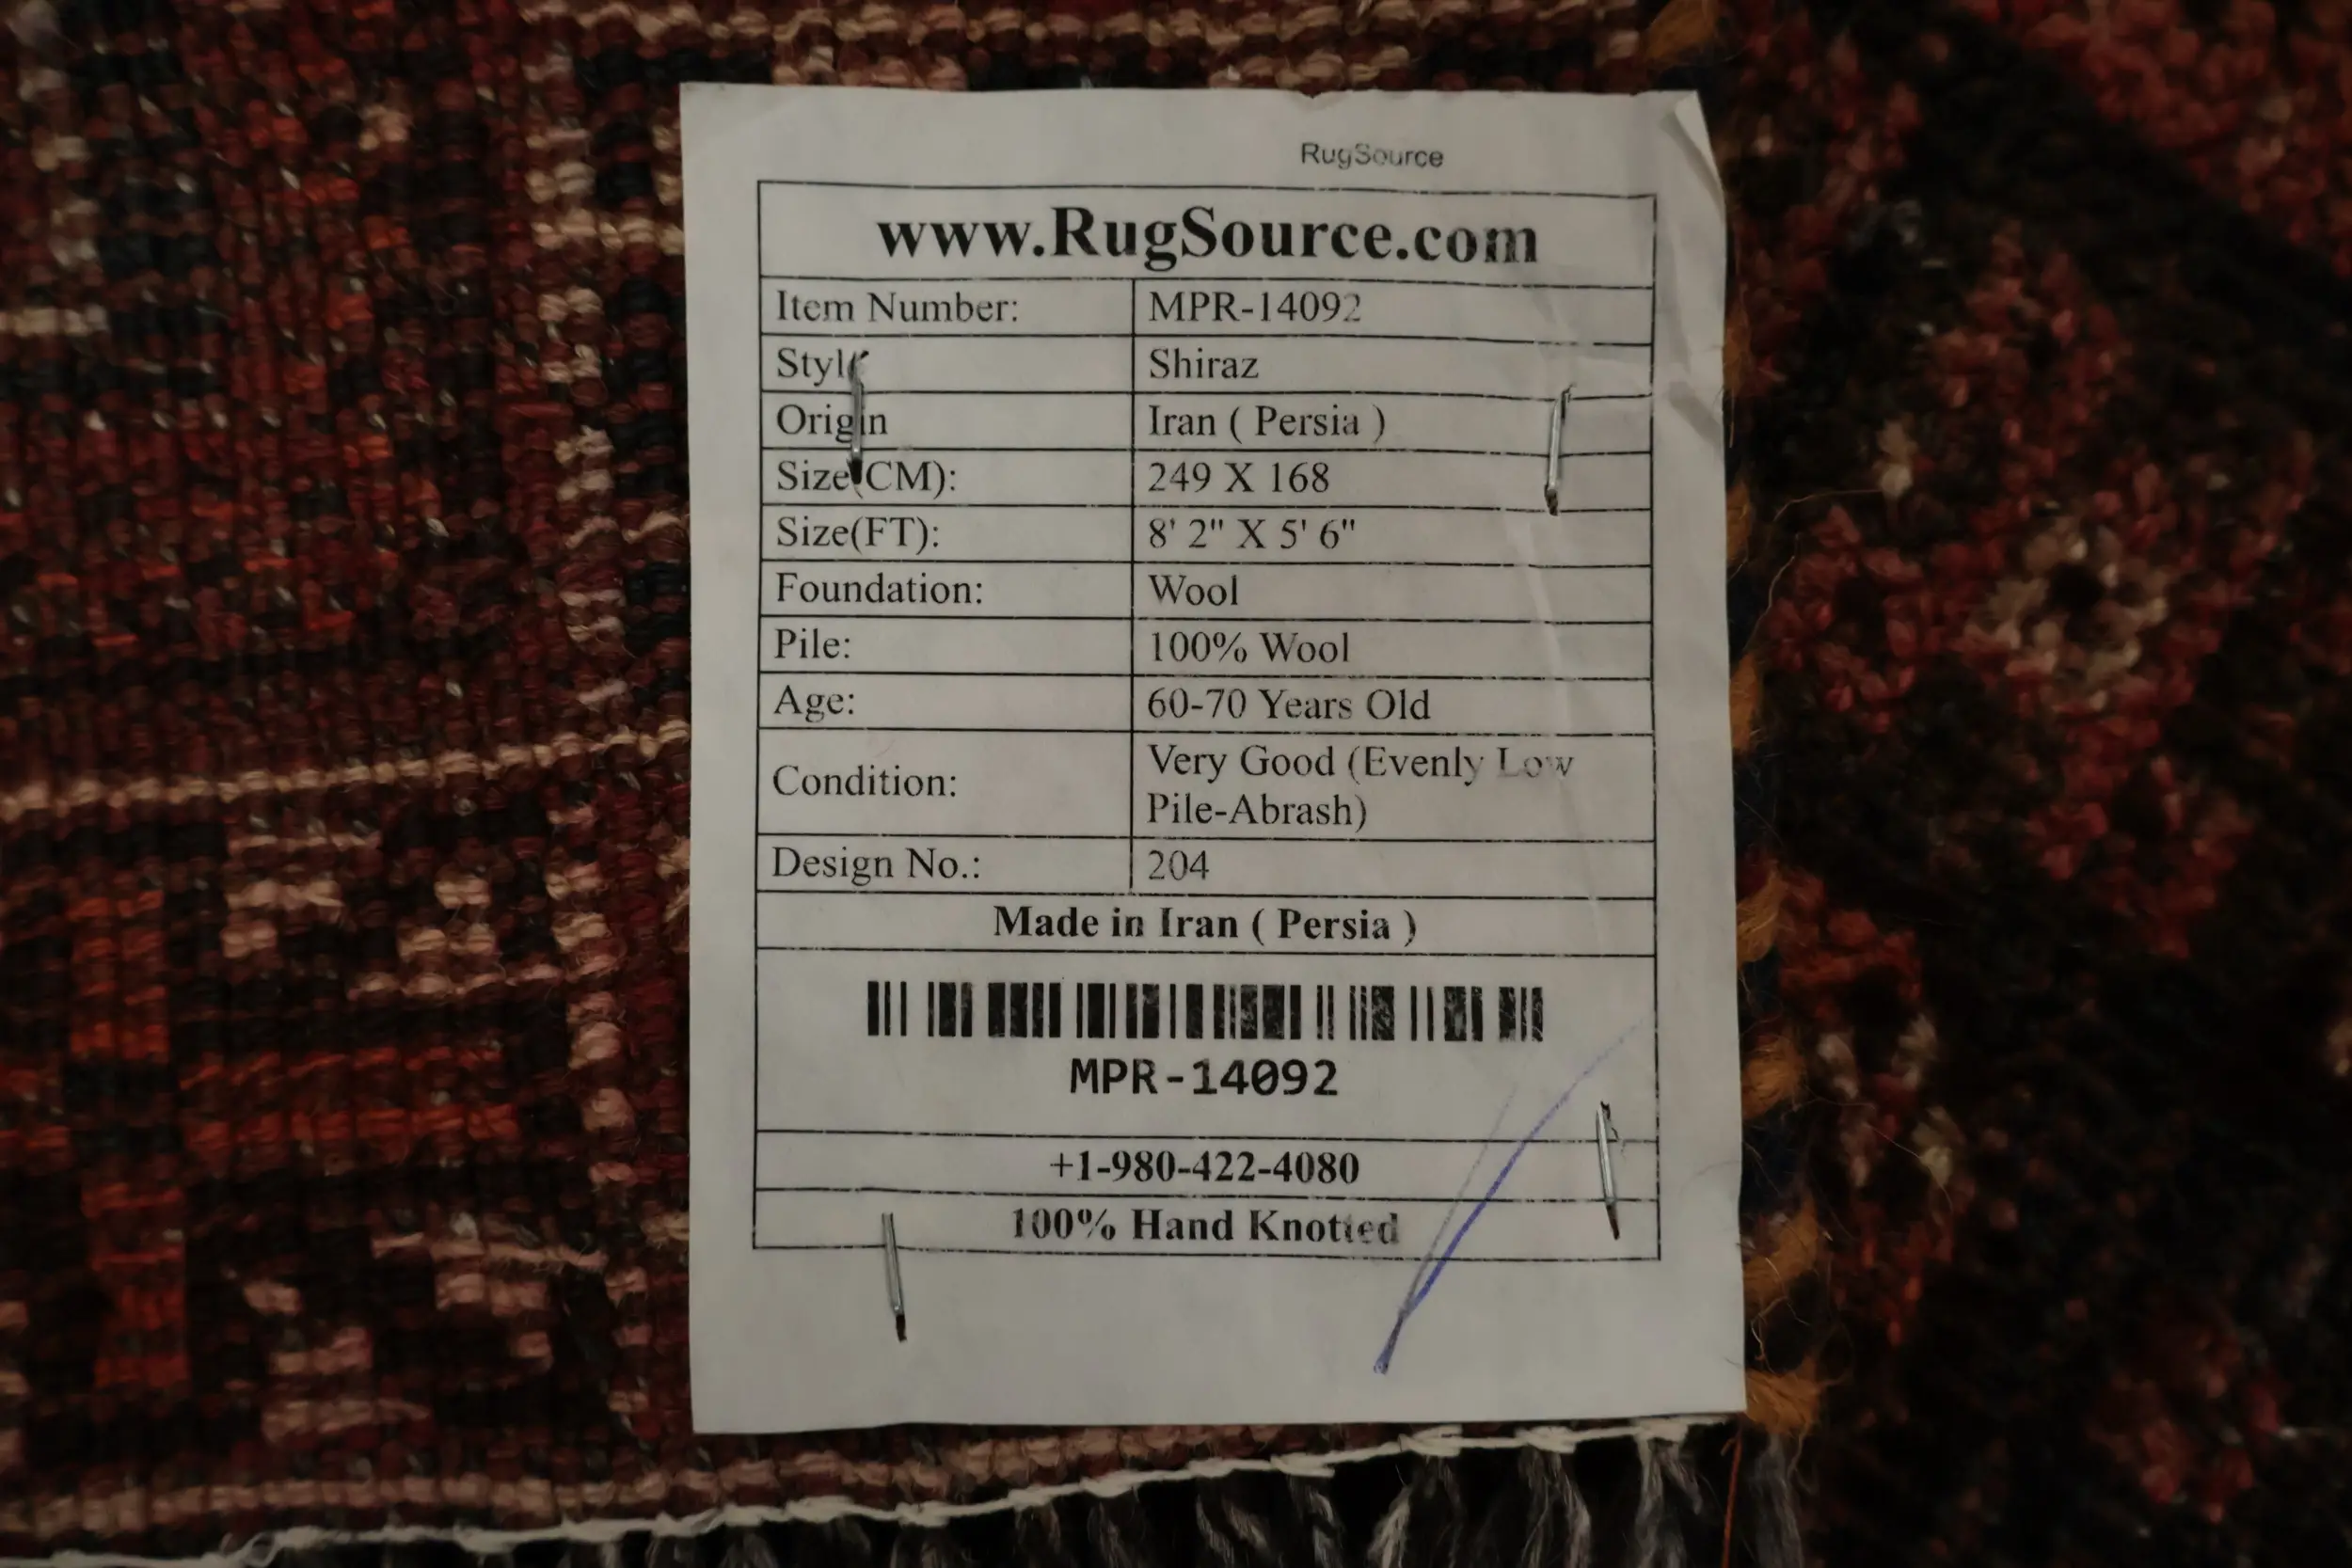 RugSource
www.RugSource.com
Item Number: MPR-14092
Style
Shiraz
Origin Iran ( Persia )
Size(CM): 249 X 168
Size(FT): 8' 2" X 5' 6"
Foundation: Wool
Pile: 100% Wool
Age: 60-70 Years Old
Condition: Very Good (Evenly Low
Pile-Abrash)
Design No.: 204
Made in Iran ( Persia )
MPR-14092
+1-980-422-4080
100% Hand Knotted